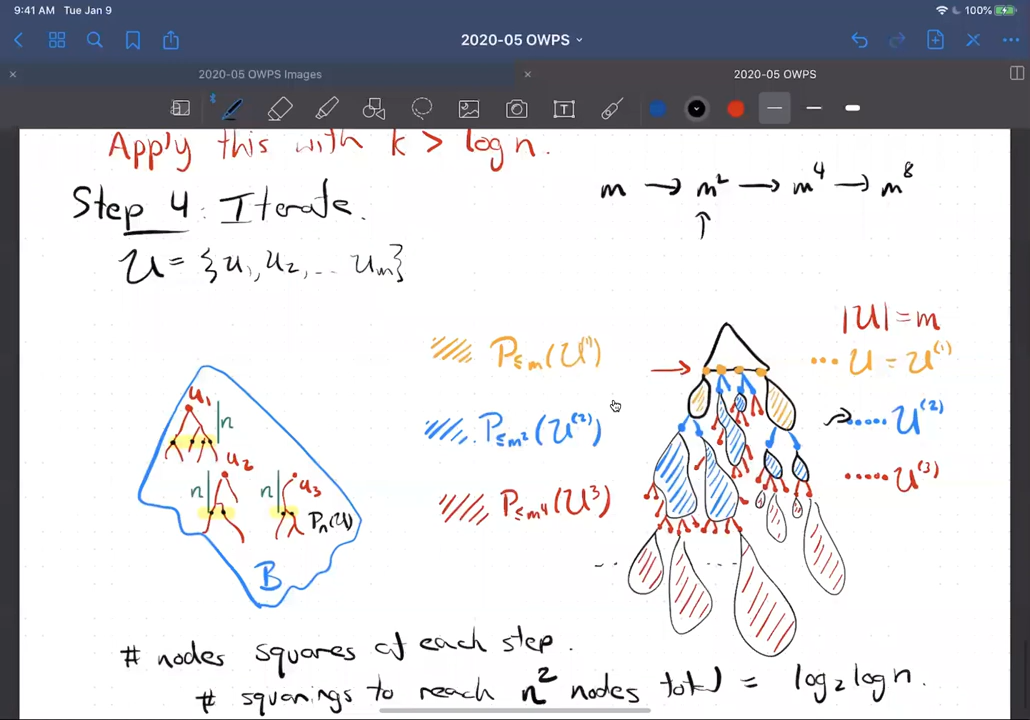 9:41 AM Tue Jan 9
100%
2020-05 OWPS
2020-05 OWPS Images
2020-05 OWPS
Apply this with k > log n.
Step 4: Iterate.
m → m² → m⁴ → m⁸
↑
U = {u₁, u₂, ... uₘ}
|U| = m
P≤m(U⁽¹⁾)
U = U⁽¹⁾
P≤m²(U⁽²⁾)
U⁽²⁾
P≤m⁴(U³)
U⁽³⁾
u₁
n
u₂
n
n
u₃
Pₙ(U)
B
# nodes squares at each step.
# squarings to reach n² nodes total = log₂ log n.